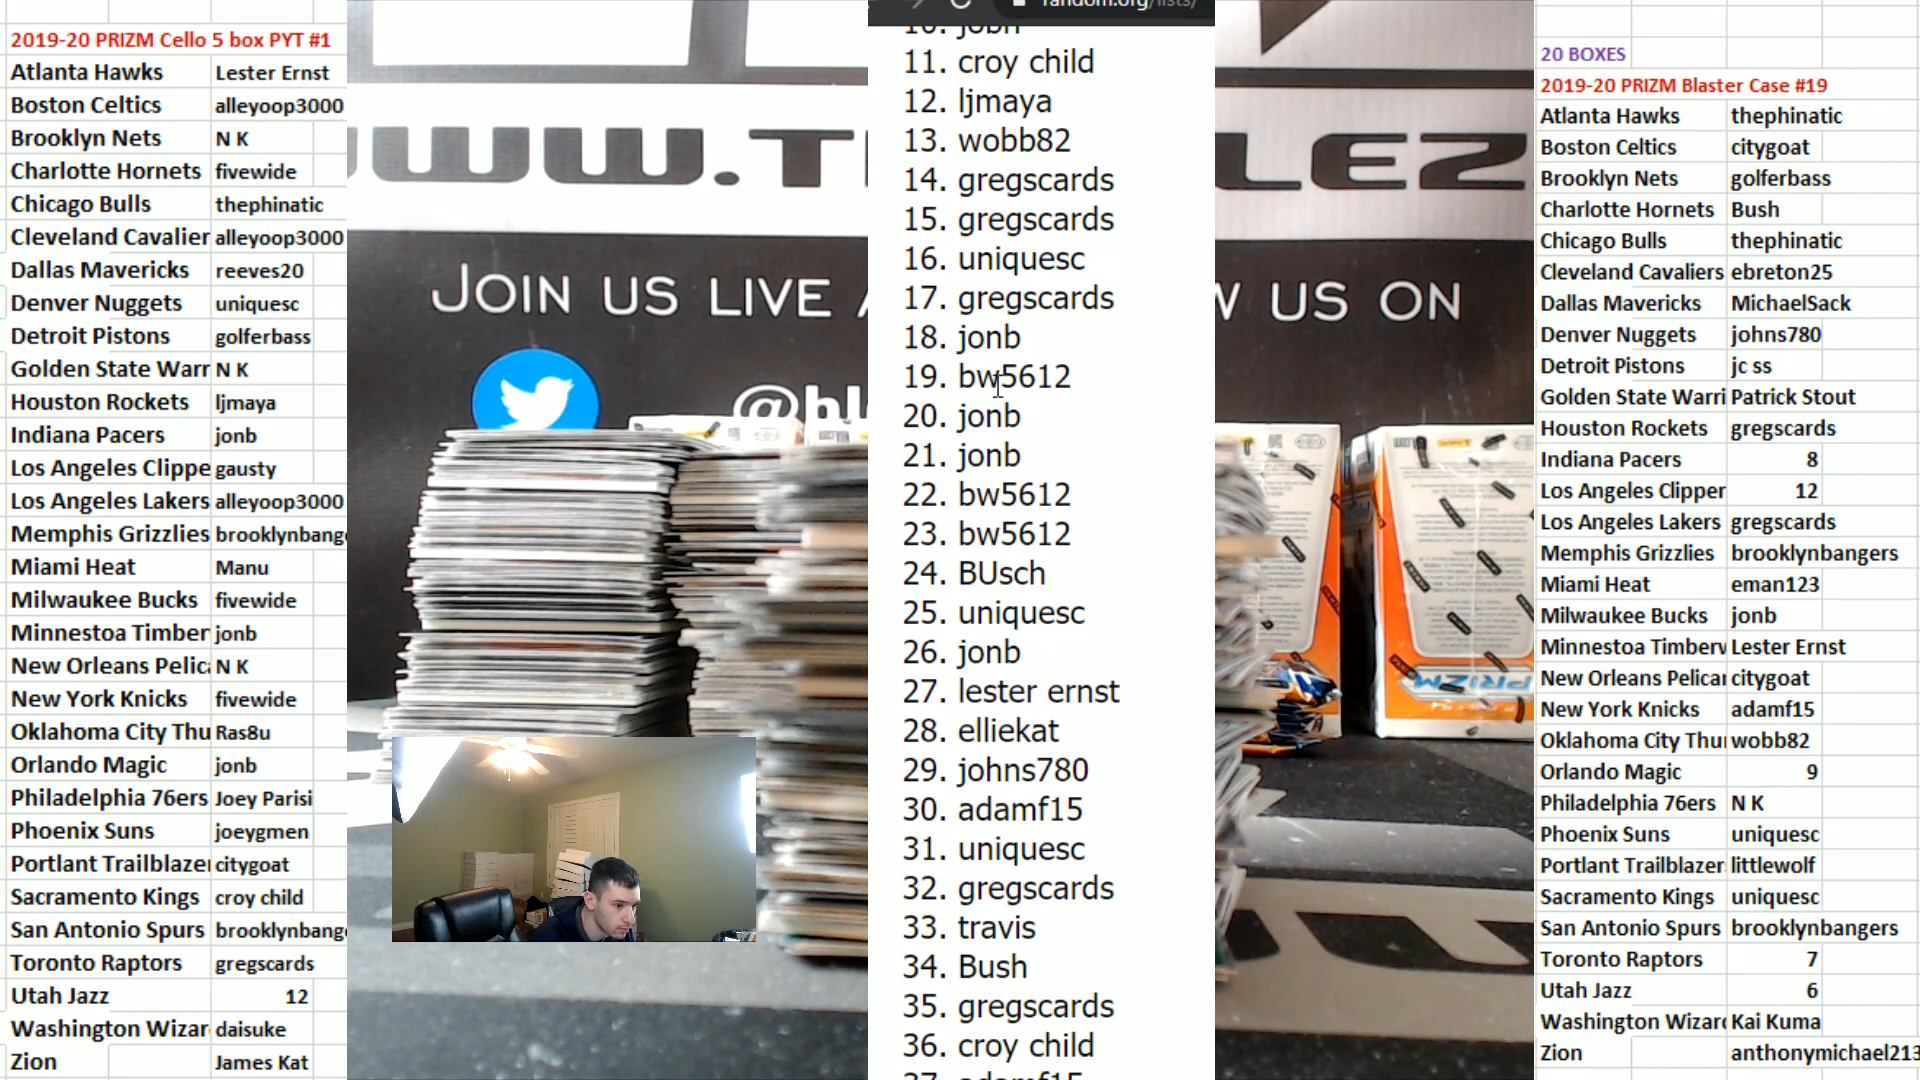 2019-20 PRIZM Cello 5 box PYT #1
Atlanta Hawks Lester Ernst
Boston Celtics alleyoop3000
Brooklyn Nets N K
Charlotte Hornets fivewide
Chicago Bulls thephinatic
Cleveland Cavalier alleyoop3000
Dallas Mavericks reeves20
Denver Nuggets uniquesc
Detroit Pistons golferbass
Golden State Warr N K
Houston Rockets ljmaya
Indiana Pacers jonb
Los Angeles Clippe gausty
Los Angeles Lakers alleyoop3000
Memphis Grizzlies brooklynbang
Miami Heat Manu
Milwaukee Bucks fivewide
Minnestoa Timber jonb
New Orleans Pelic N K
New York Knicks fivewide
Oklahoma City Thu Ras8u
Orlando Magic jonb
Philadelphia 76ers Joey Parisi
Phoenix Suns joeygmen
Portlant Trailblazer citygoat
Sacramento Kings croy child
San Antonio Spurs brooklynbang
Toronto Raptors gregscards
Utah Jazz 12
Washington Wizar daisuke
Zion James Kat
WWW.T
LEZ
JOIN US LIVE
W US ON
@bl
PRIZM
random.org/lists/
10. jobh
11. croy child
12. ljmaya
13. wobb82
14. gregscards
15. gregscards
16. uniquesc
17. gregscards
18. jonb
19. bw5612
20. jonb
21. jonb
22. bw5612
23. bw5612
24. BUsch
25. uniquesc
26. jonb
27. lester ernst
28. elliekat
29. johns780
30. adamf15
31. uniquesc
32. gregscards
33. travis
34. Bush
35. gregscards
36. croy child
37. adamf15
20 BOXES
2019-20 PRIZM Blaster Case #19
Atlanta Hawks thephinatic
Boston Celtics citygoat
Brooklyn Nets golferbass
Charlotte Hornets Bush
Chicago Bulls thephinatic
Cleveland Cavaliers ebreton25
Dallas Mavericks MichaelSack
Denver Nuggets johns780
Detroit Pistons jc ss
Golden State Warri Patrick Stout
Houston Rockets gregscards
Indiana Pacers 8
Los Angeles Clipper 12
Los Angeles Lakers gregscards
Memphis Grizzlies brooklynbangers
Miami Heat eman123
Milwaukee Bucks jonb
Minnestoa Timberv Lester Ernst
New Orleans Pelica citygoat
New York Knicks adamf15
Oklahoma City Thu wobb82
Orlando Magic 9
Philadelphia 76ers N K
Phoenix Suns uniquesc
Portlant Trailblazer littlewolf
Sacramento Kings uniquesc
San Antonio Spurs brooklynbangers
Toronto Raptors 7
Utah Jazz 6
Washington Wizar Kai Kuma
Zion anthonymichael213